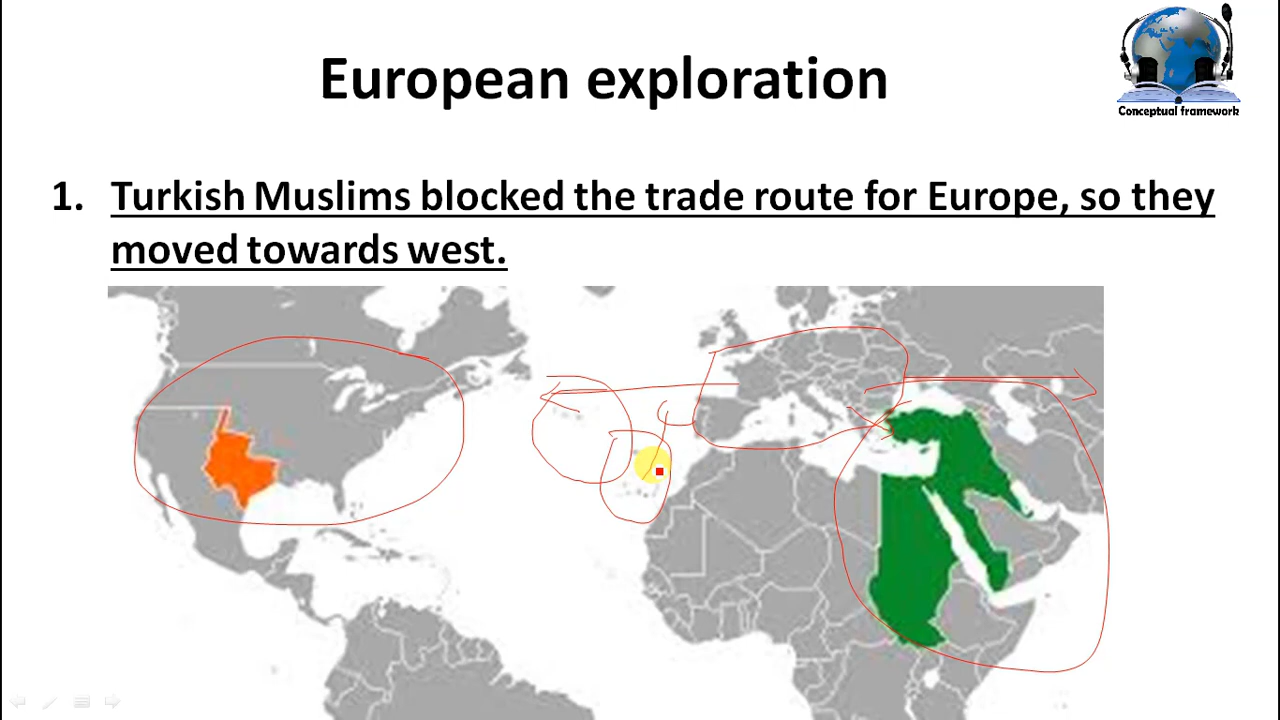 European exploration
Conceptual framework
1. Turkish Muslims blocked the trade route for Europe, so they
moved towards west.